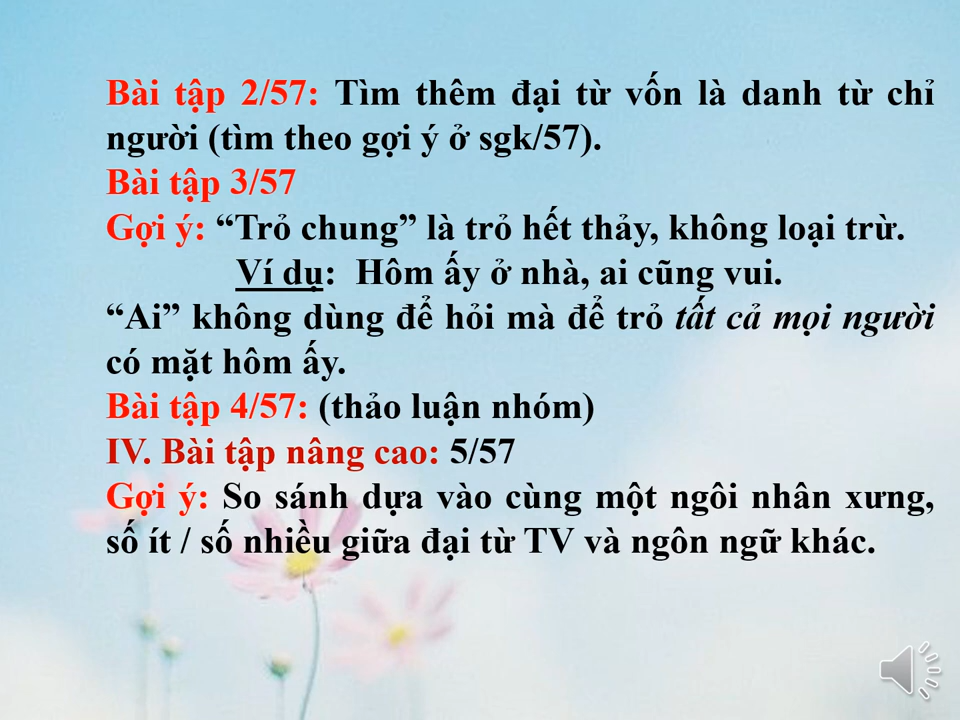 Bài tập 2/57: Tìm thêm đại từ vốn là danh từ chỉ
người (tìm theo gợi ý ở sgk/57).
Bài tập 3/57
Gợi ý: “Trỏ chung” là trỏ hết thảy, không loại trừ.
Ví dụ: Hôm ấy ở nhà, ai cũng vui.
“Ai” không dùng để hỏi mà để trỏ tất cả mọi người
có mặt hôm ấy.
Bài tập 4/57: (thảo luận nhóm)
IV. Bài tập nâng cao: 5/57
Gợi ý: So sánh dựa vào cùng một ngôi nhân xưng,
số ít / số nhiều giữa đại từ TV và ngôn ngữ khác.